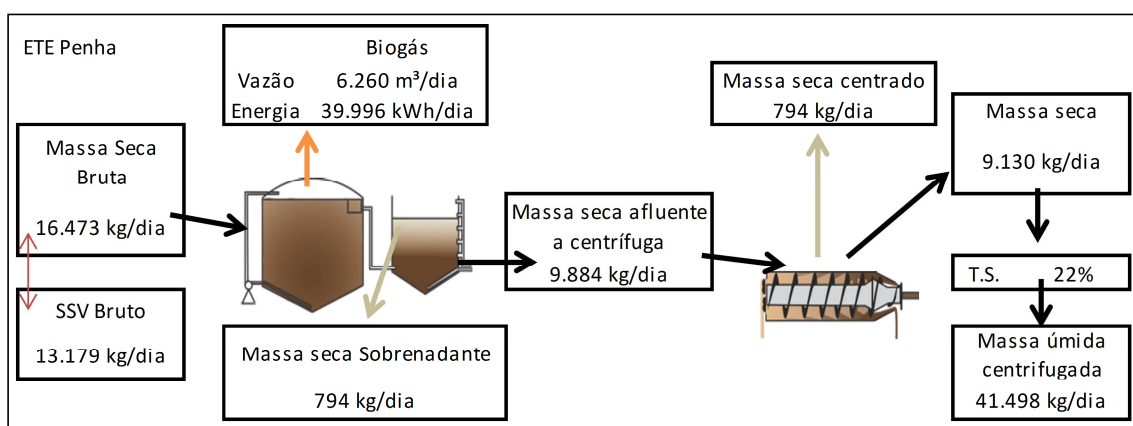 ETE Penha
Biogás
Vazão 6.260 m³/dia
Energia 39.996 kWh/dia
Massa Seca
Bruta
16.473 kg/dia
SSV Bruto
13.179 kg/dia
Massa seca Sobrenadante
794 kg/dia
Massa seca afluente
a centrífuga
9.884 kg/dia
Massa seca centrado
794 kg/dia
Massa seca
9.130 kg/dia
T.S. 22%
Massa úmida
centrifugada
41.498 kg/dia